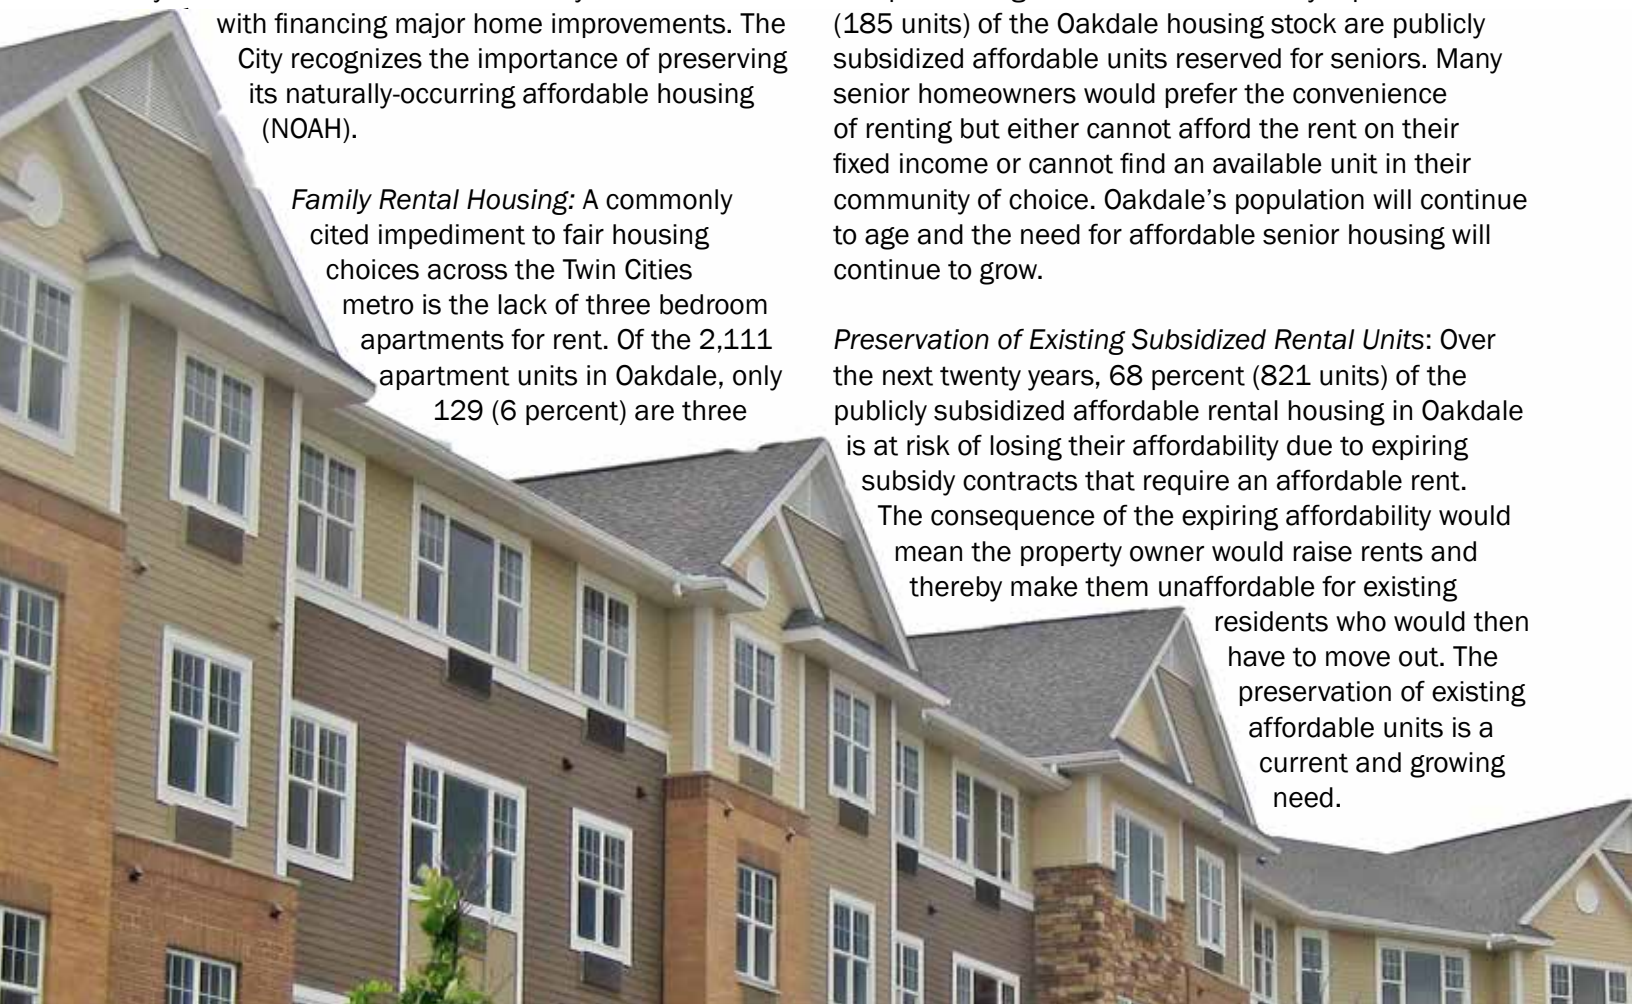 with financing major home improvements. The
City recognizes the importance of preserving
its naturally-occurring affordable housing
(NOAH).
Family Rental Housing: A commonly
cited impediment to fair housing
choices across the Twin Cities
metro is the lack of three bedroom
apartments for rent. Of the 2,111
apartment units in Oakdale, only
129 (6 percent) are three
(185 units) of the Oakdale housing stock are publicly
subsidized affordable units reserved for seniors. Many
senior homeowners would prefer the convenience
of renting but either cannot afford the rent on their
fixed income or cannot find an available unit in their
community of choice. Oakdale’s population will continue
to age and the need for affordable senior housing will
continue to grow.
Preservation of Existing Subsidized Rental Units: Over
the next twenty years, 68 percent (821 units) of the
publicly subsidized affordable rental housing in Oakdale
is at risk of losing their affordability due to expiring
subsidy contracts that require an affordable rent.
The consequence of the expiring affordability would
mean the property owner would raise rents and
thereby make them unaffordable for existing
residents who would then
have to move out. The
preservation of existing
affordable units is a
current and growing
need.